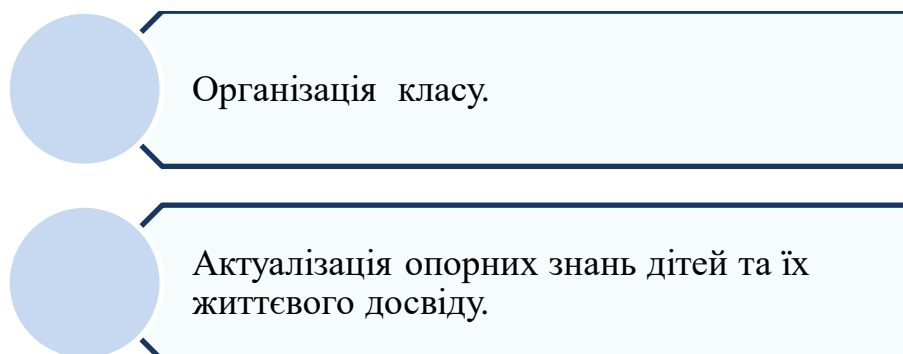 Організація класу.
Актуалізація опорних знань дітей та їх
життєвого досвіду.